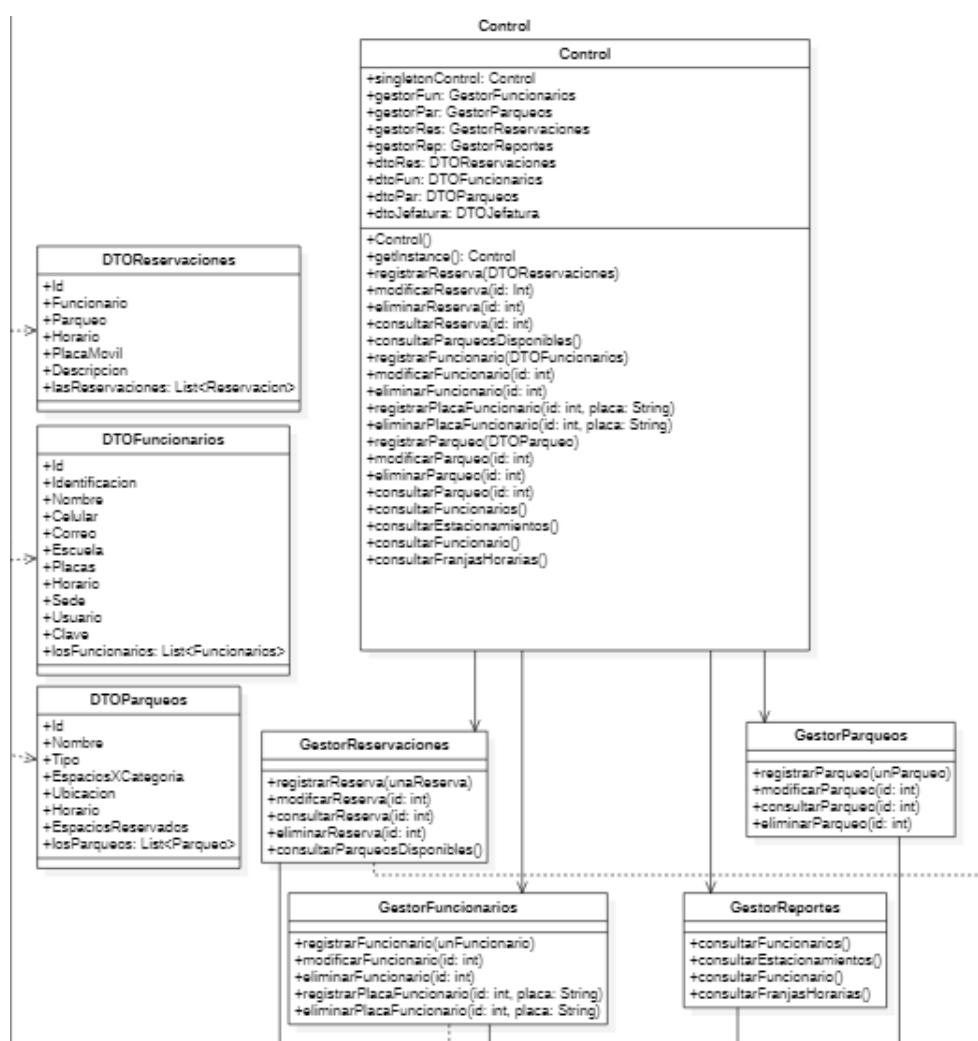 Control
Control
+singletonControl: Control
+gestorFun: GestorFuncionarios
+gestorPar: GestorParqueos
+gestorRes: GestorReservaciones
+gestorRep: GestorReportes
+dtoRes: DTOReservaciones
+dtoFun: DTOFuncionarios
+dtoPar: DTOParqueos
+dtoJefatura: DTOJefatura
+Control()
+getInstance(): Control
+registrarReserva(DTOReservaciones)
+modificarReserva(id: Int)
+eliminarReserva(id: int)
+consultarReserva(id: int)
+consultarParqueosDisponibles()
+registrarFuncionario(DTOFuncionarios)
+modificarFuncionario(id: int)
+eliminarFuncionario(id: int)
+registrarPlacaFuncionario(id: int, placa: String)
+eliminarPlacaFuncionario(id: int, placa: String)
+registrarParqueo(DTOParqueo)
+modificarParqueo(id: int)
+eliminarParqueo(id: int)
+consultarParqueo(id: int)
+consultarFuncionarios()
+consultarEstacionamientos()
+consultarFuncionario()
+consultarFranjasHorarias()
DTOReservaciones
+Id
+Funcionario
+Parqueo
+Horario
+PlacaMovil
+Descripcion
+lasReservaciones: List<Reservacion>
DTOFuncionarios
+Id
+Identificacion
+Nombre
+Celular
+Correo
+Escuela
+Placas
+Horario
+Sede
+Usuario
+Clave
+losFuncionarios: List<Funcionarios>
DTOParqueos
+Id
+Nombre
+Tipo
+EspaciosXCategoria
+Ubicacion
+Horario
+EspaciosReservados
+losParqueos: List<Parqueo>
GestorReservaciones
+registrarReserva(unaReserva)
+modifcarReserva(id: int)
+consultarReserva(id: int)
+eliminarReserva(id: int)
+consultarParqueosDisponibles()
GestorParqueos
+registrarParqueo(unParqueo)
+modificarParqueo(id: int)
+consultarParqueo(id: int)
+eliminarParqueo(id: int)
GestorFuncionarios
+registrarFuncionario(unFuncionario)
+modificarFuncionario(id: int)
+eliminarFuncionario(id: int)
+registrarPlacaFuncionario(id: int, placa: String)
+eliminarPlacaFuncionario(id: int, placa: String)
GestorReportes
+consultarFuncionarios()
+consultarEstacionamientos()
+consultarFuncionario()
+consultarFranjasHorarias()